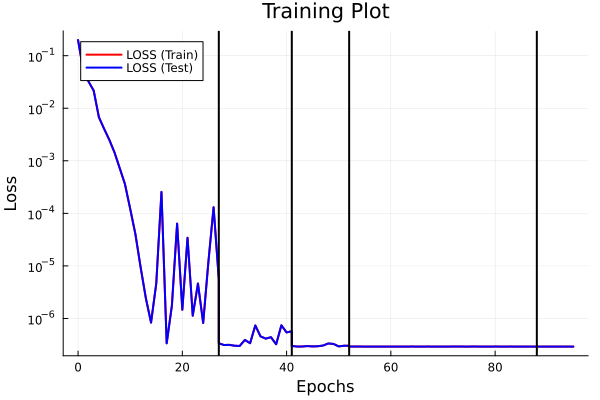 Training Plot
LOSS (Train)
LOSS (Test)
Loss
10⁻¹
10⁻²
10⁻³
10⁻⁴
10⁻⁵
10⁻⁶
0 20 40 60 80
Epochs